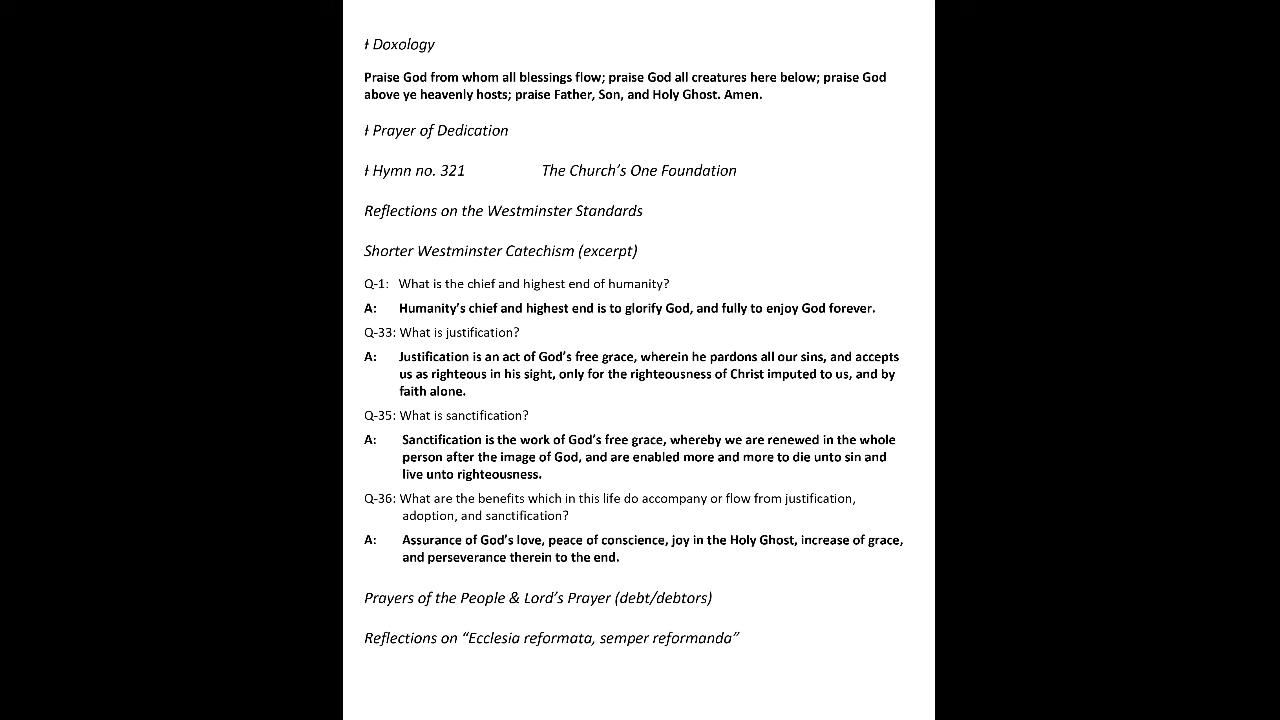 ƚ Doxology
Praise God from whom all blessings flow; praise God all creatures here below; praise God
above ye heavenly hosts; praise Father, Son, and Holy Ghost. Amen.
ƚ Prayer of Dedication
ƚ Hymn no. 321 The Church’s One Foundation
Reflections on the Westminster Standards
Shorter Westminster Catechism (excerpt)
Q-1: What is the chief and highest end of humanity?
A: Humanity’s chief and highest end is to glorify God, and fully to enjoy God forever.
Q-33: What is justification?
A: Justification is an act of God’s free grace, wherein he pardons all our sins, and accepts
us as righteous in his sight, only for the righteousness of Christ imputed to us, and by
faith alone.
Q-35: What is sanctification?
A: Sanctification is the work of God’s free grace, whereby we are renewed in the whole
person after the image of God, and are enabled more and more to die unto sin and
live unto righteousness.
Q-36: What are the benefits which in this life do accompany or flow from justification,
adoption, and sanctification?
A: Assurance of God’s love, peace of conscience, joy in the Holy Ghost, increase of grace,
and perseverance therein to the end.
Prayers of the People & Lord’s Prayer (debt/debtors)
Reflections on “Ecclesia reformata, semper reformanda”